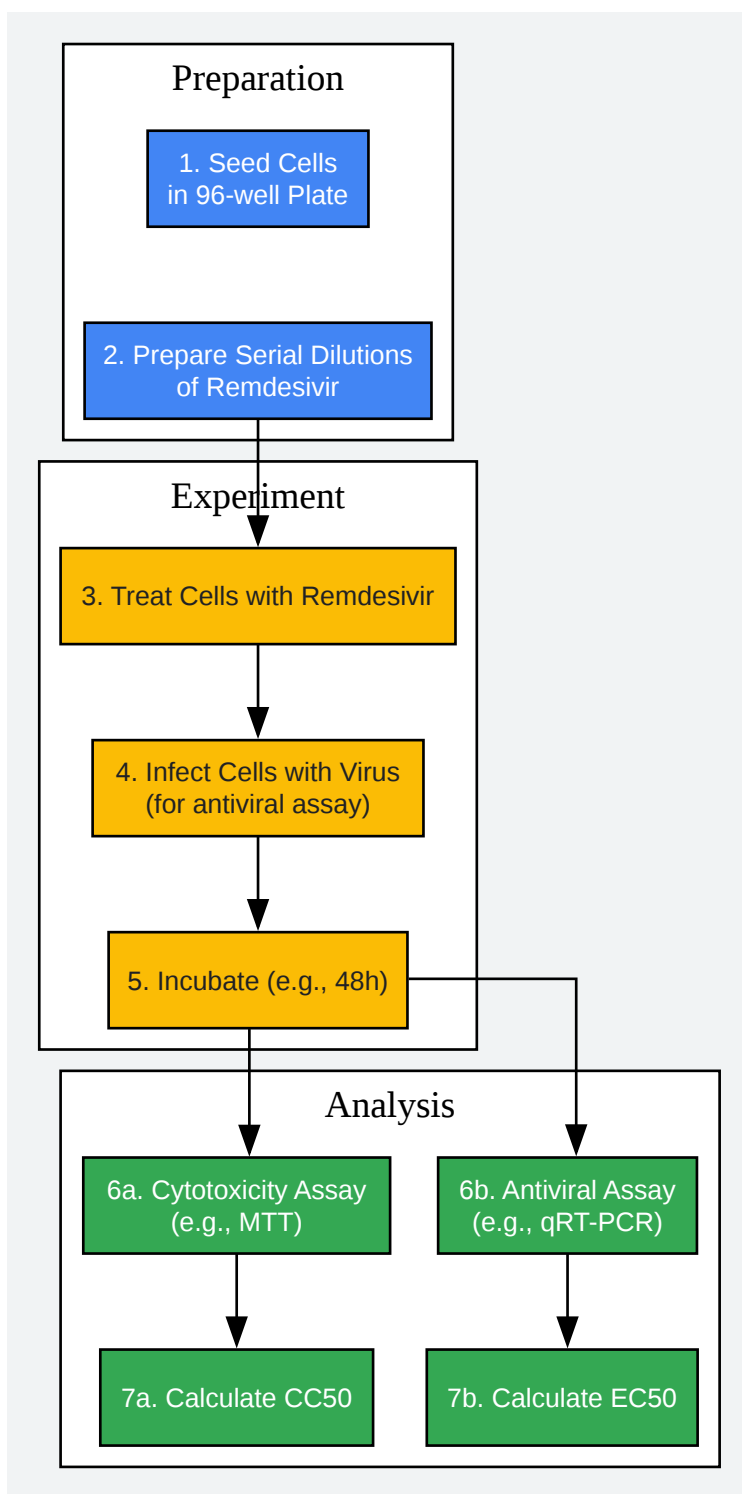 Preparation
1. Seed Cells
in 96-well Plate
2. Prepare Serial Dilutions
of Remdesivir
Experiment
3. Treat Cells with Remdesivir
4. Infect Cells with Virus
(for antiviral assay)
5. Incubate (e.g., 48h)
Analysis
6a. Cytotoxicity Assay
(e.g., MTT)
6b. Antiviral Assay
(e.g., qRT-PCR)
7a. Calculate CC50
7b. Calculate EC50